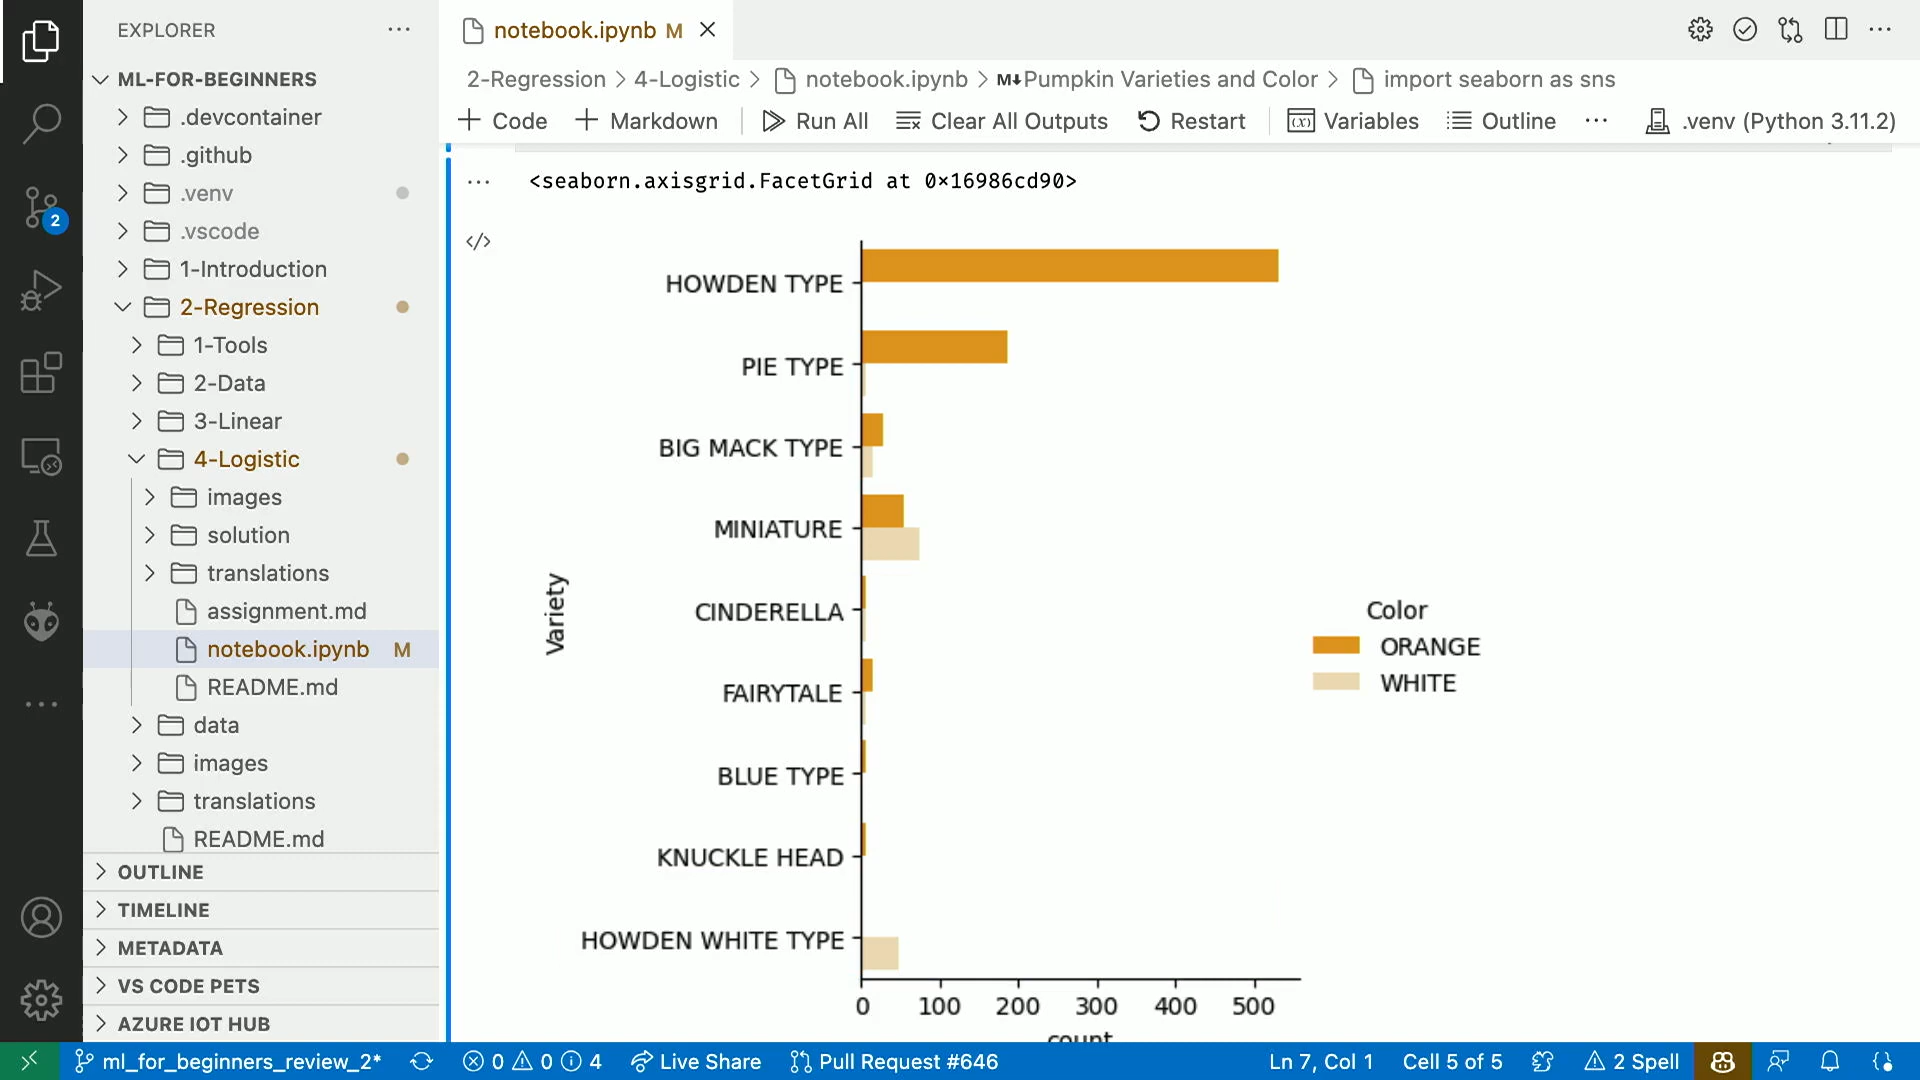 EXPLORER
ML-FOR-BEGINNERS
.devcontainer
.github
.venv
.vscode
1-Introduction
2-Regression
1-Tools
2-Data
3-Linear
4-Logistic
images
solution
translations
assignment.md
notebook.ipynb M
README.md
data
images
translations
README.md
OUTLINE
TIMELINE
METADATA
VS CODE PETS
AZURE IOT HUB
2
notebook.ipynb M
2-Regression > 4-Logistic > notebook.ipynb > M↓Pumpkin Varieties and Color > import seaborn as sns
+ Code + Markdown Run All Clear All Outputs Restart Variables Outline ... .venv (Python 3.11.2)
<seaborn.axisgrid.FacetGrid at 0x16986cd90>
HOWDEN TYPE
PIE TYPE
BIG MACK TYPE
MINIATURE
CINDERELLA
FAIRYTALE
BLUE TYPE
KNUCKLE HEAD
HOWDEN WHITE TYPE
Variety
0 100 200 300 400 500
count
Color
ORANGE
WHITE
ml_for_beginners_review_2* 0 0 4 Live Share Pull Request #646 Ln 7, Col 1 Cell 5 of 5 2 Spell